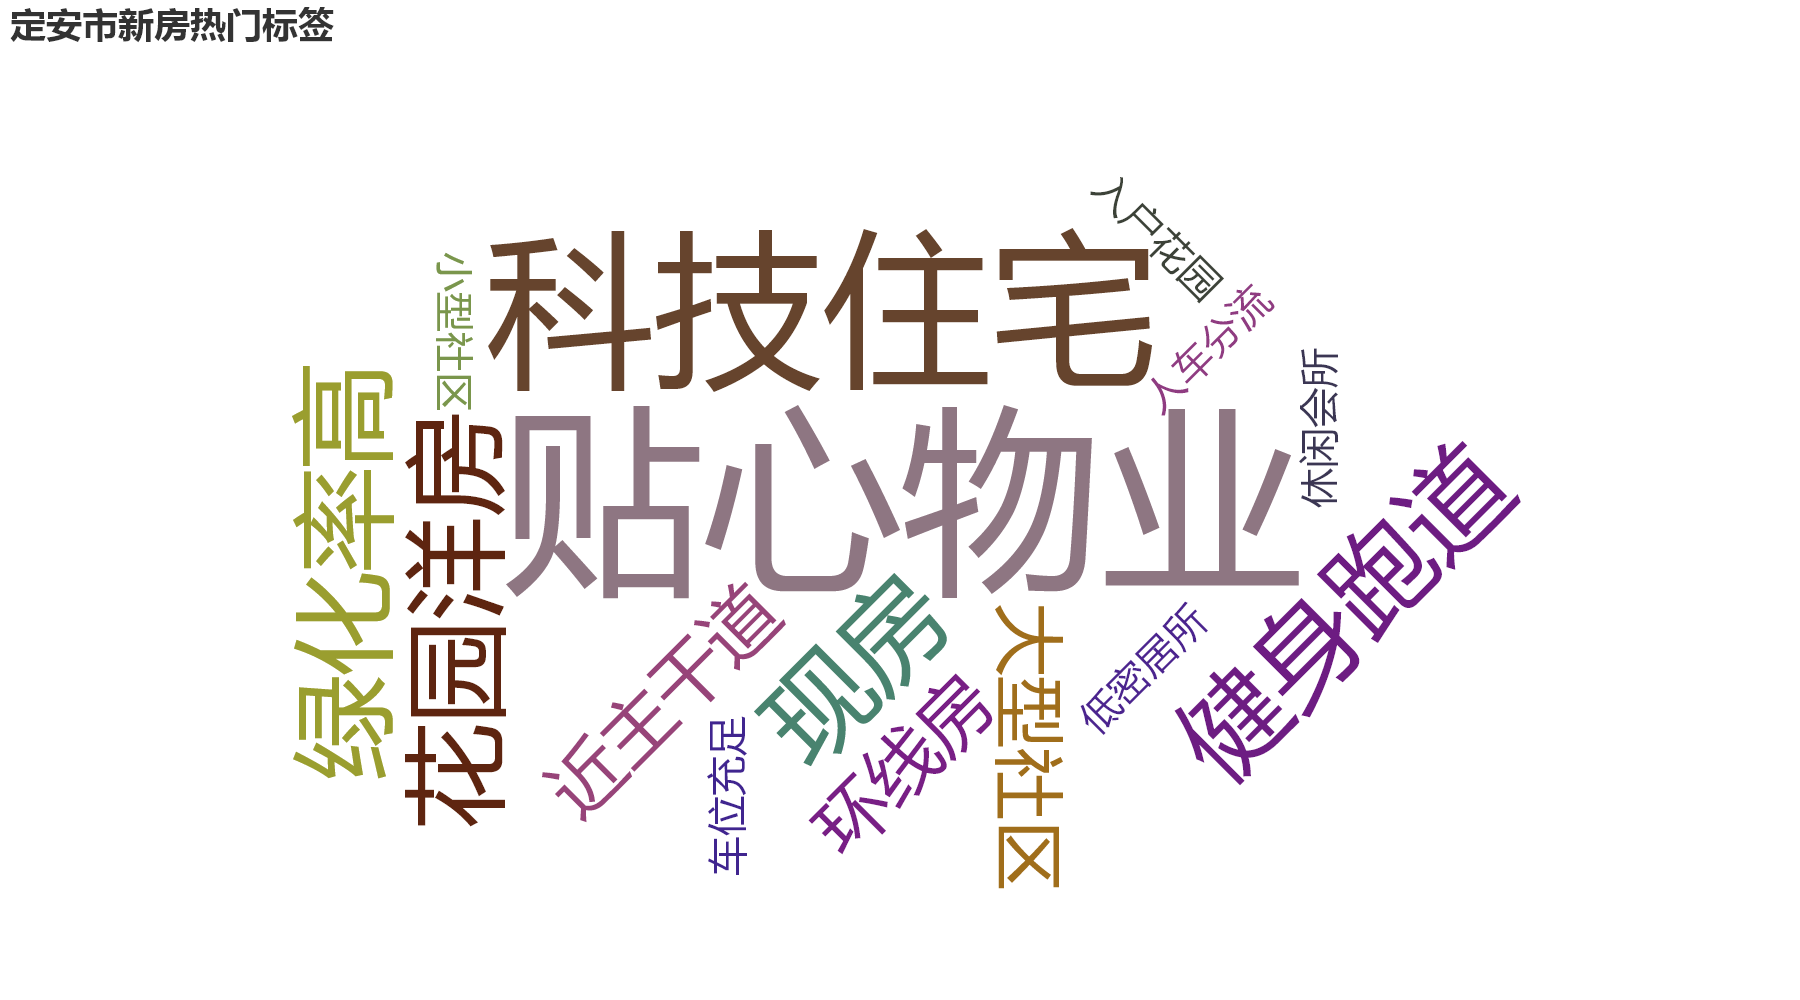 定安市新房热门标签
入户花园
科技住宅
小型社区
人车分流
休闲会所
绿化率高
贴心物业
花园洋房
健身跑道
近主干道
现房
大型社区
低密居所
环线房
车位充足